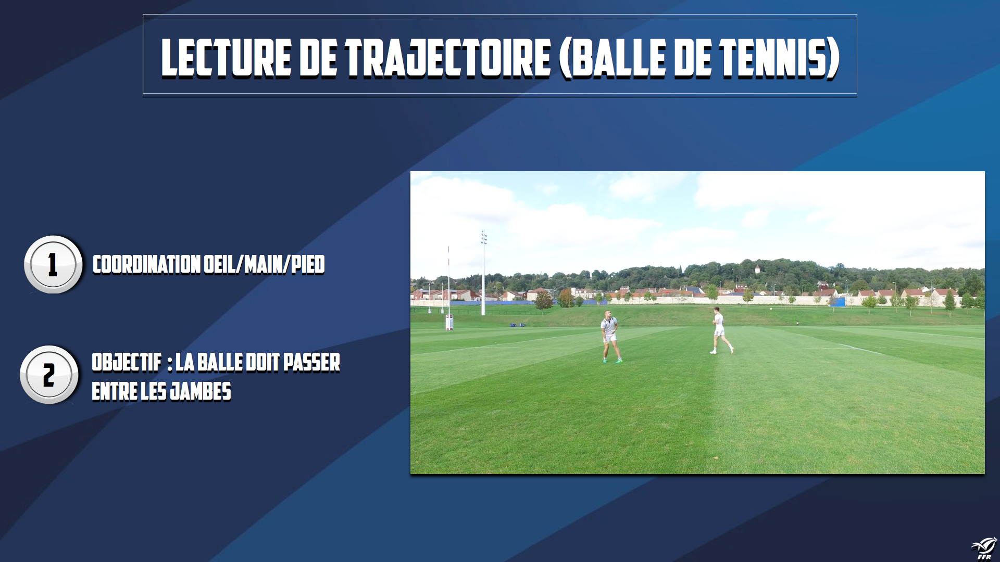 LECTURE DE TRAJECTOIRE (BALLE DE TENNIS)
1
COORDINATION OEIL/MAIN/PIED
2
OBJECTIF : LA BALLE DOIT PASSER
ENTRE LES JAMBES
FFR